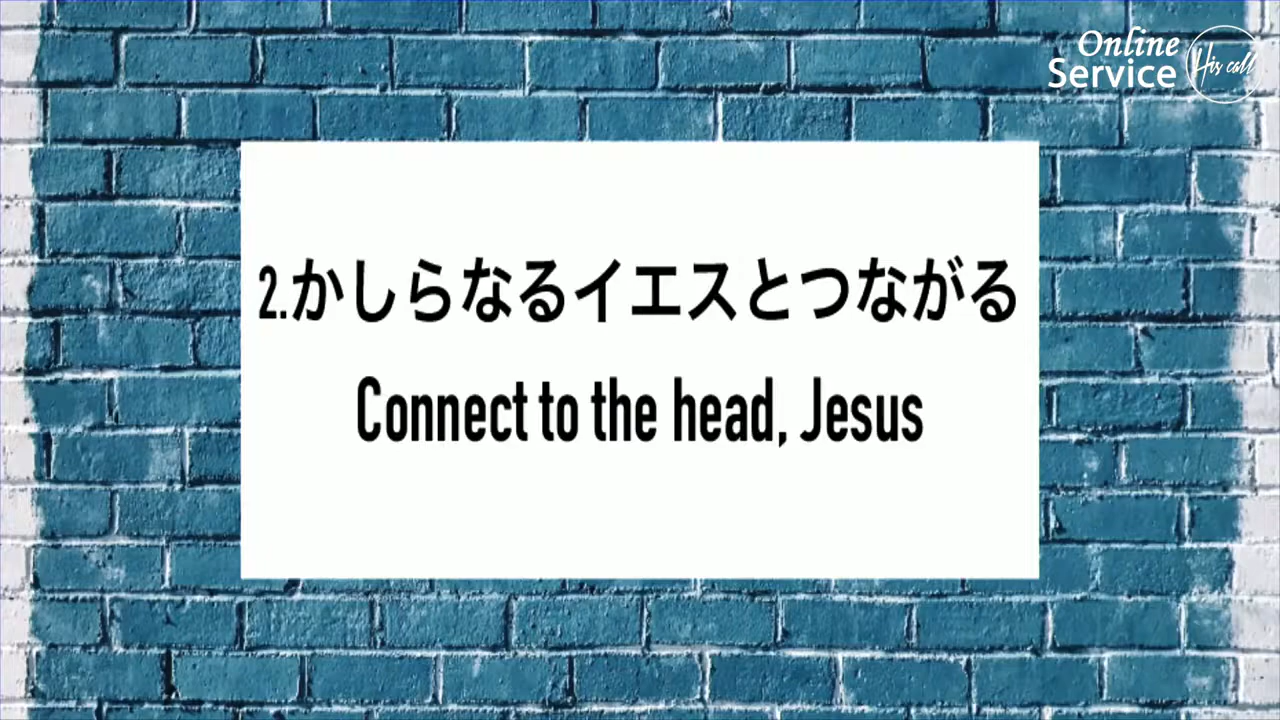 Online
Service
His call
2.かしらなるイエスとつながる
Connect to the head, Jesus